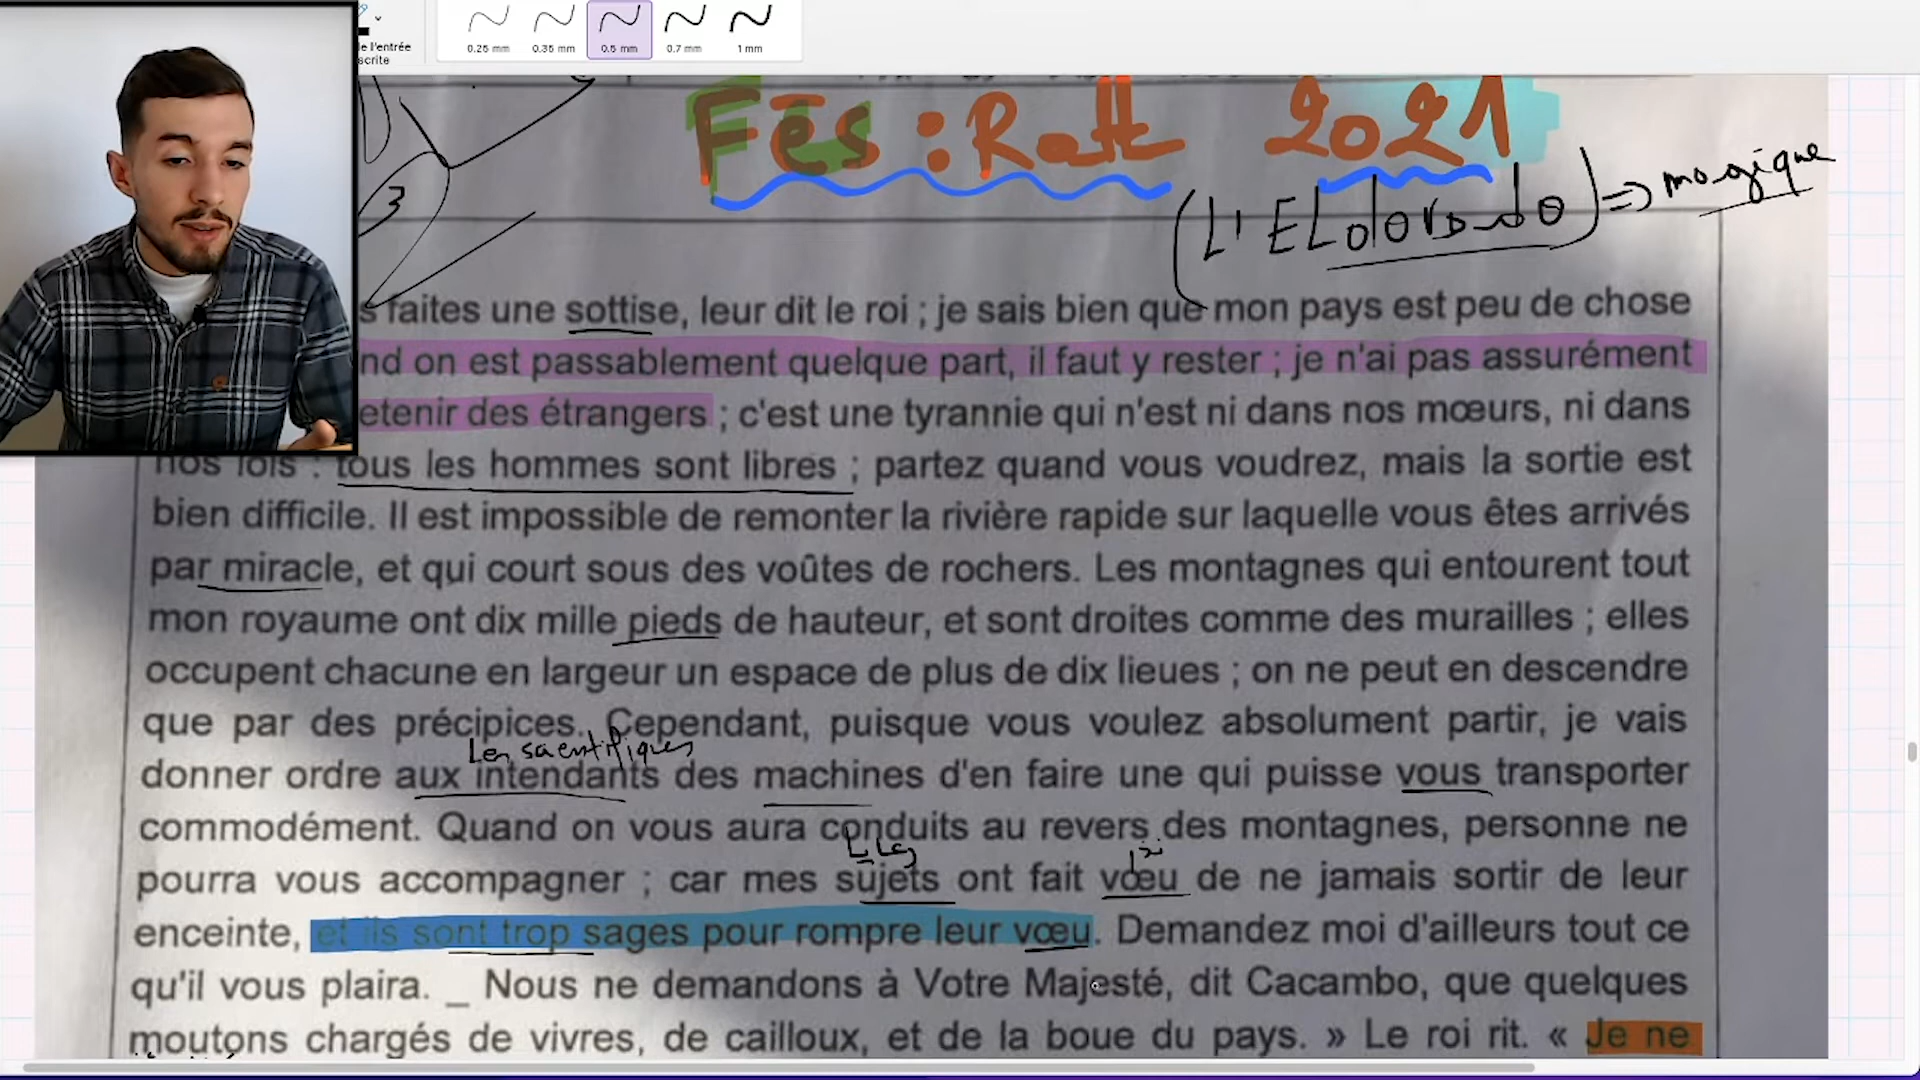 de l'entrée
scrite
0.25 mm
0.35 mm
0.5 mm
0.7 mm
1 mm
Fès : Ratt 2021
(L'ELdorado) => magique
3
s faites une sottise, leur dit le roi ; je sais bien que mon pays est peu de chose
nd on est passablement quelque part, il faut y rester ; je n'ai pas assurément
etenir des étrangers ; c'est une tyrannie qui n'est ni dans nos mœurs, ni dans
nos lois : tous les hommes sont libres ; partez quand vous voudrez, mais la sortie est
bien difficile. Il est impossible de remonter la rivière rapide sur laquelle vous êtes arrivés
par miracle, et qui court sous des voûtes de rochers. Les montagnes qui entourent tout
mon royaume ont dix mille pieds de hauteur, et sont droites comme des murailles ; elles
occupent chacune en largeur un espace de plus de dix lieues ; on ne peut en descendre
que par des précipices. Cependant, puisque vous voulez absolument partir, je vais
Les scientifiques
donner ordre aux intendants des machines d'en faire une qui puisse vous transporter
commodément. Quand on vous aura conduits au revers des montagnes, personne ne
pourra vous accompagner ; car mes sujets ont fait vœu de ne jamais sortir de leur
enceinte, et ils sont trop sages pour rompre leur vœu. Demandez moi d'ailleurs tout ce
qu'il vous plaira. _ Nous ne demandons à Votre Majesté, dit Cacambo, que quelques
moutons chargés de vivres, de cailloux, et de la boue du pays. » Le roi rit. « Je ne